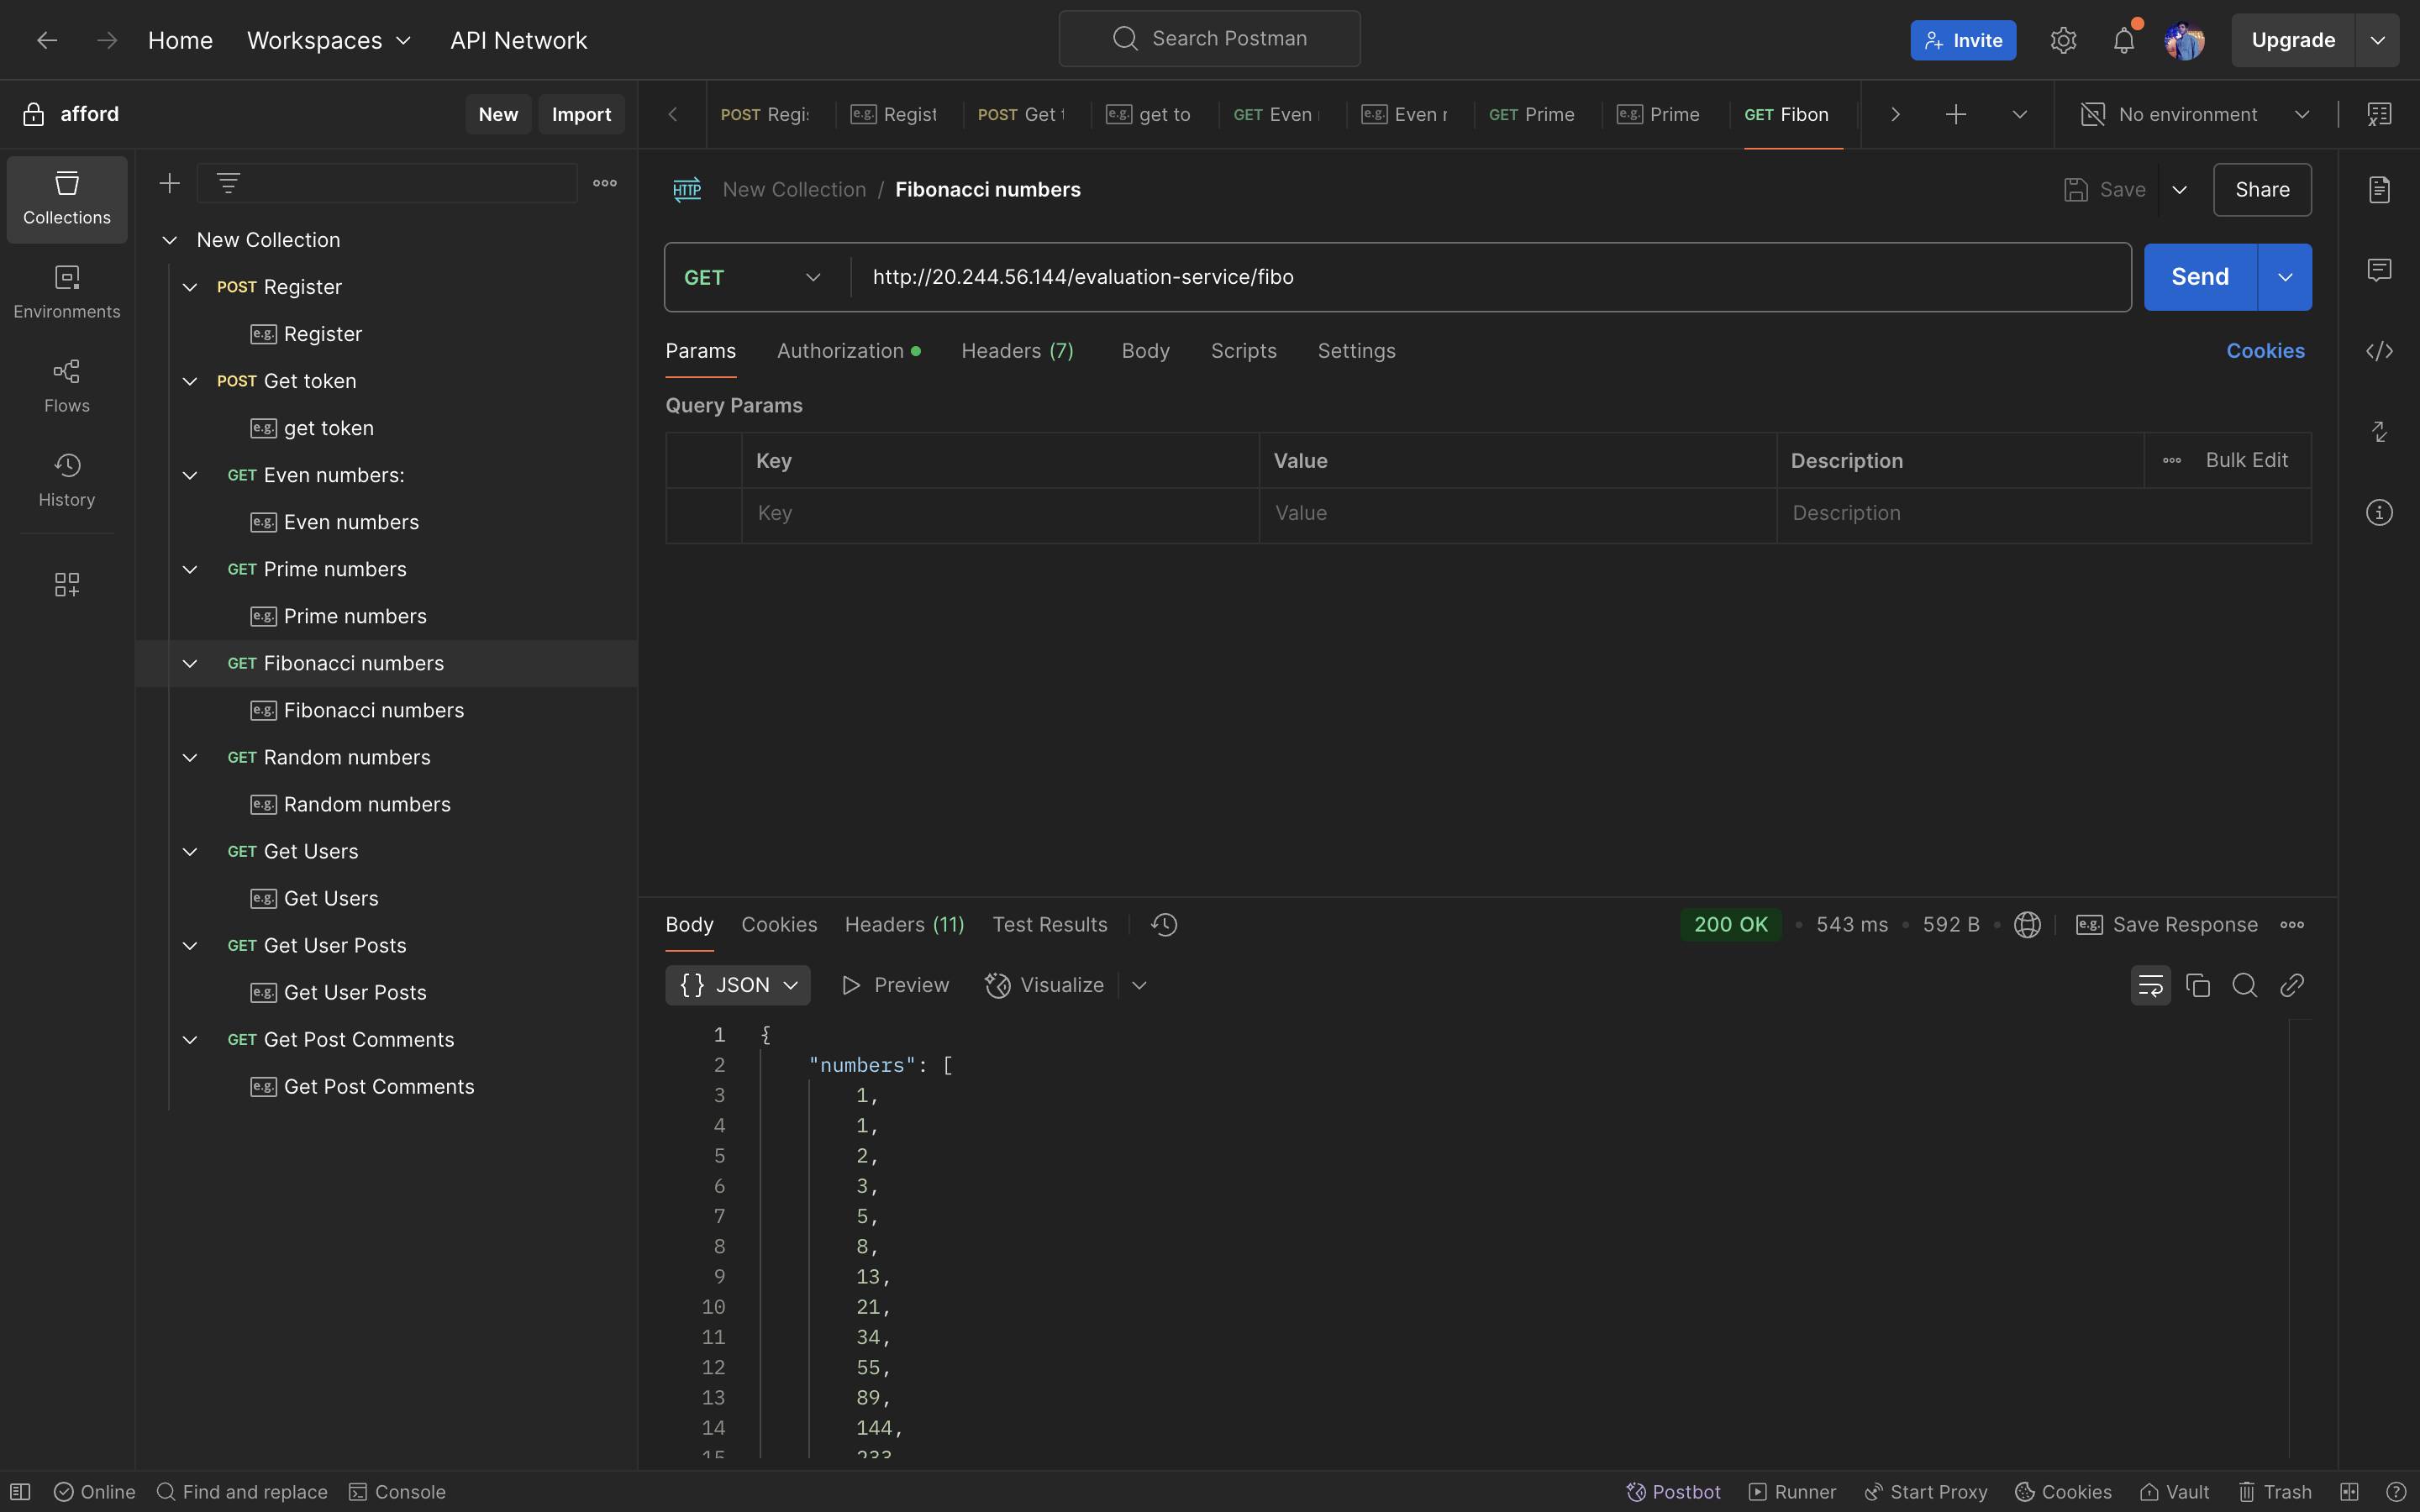 Home Workspaces API Network Search Postman Invite Upgrade
afford New Import
POST Regi e.g. Regist POST Get e.g. get to GET Even e.g. Even GET Prime e.g. Prime GET Fibon No environment
Collections
Environments
Flows
History
New Collection
POST Register
e.g. Register
POST Get token
e.g. get token
GET Even numbers:
e.g. Even numbers
GET Prime numbers
e.g. Prime numbers
GET Fibonacci numbers
e.g. Fibonacci numbers
GET Random numbers
e.g. Random numbers
GET Get Users
e.g. Get Users
GET Get User Posts
e.g. Get User Posts
GET Get Post Comments
e.g. Get Post Comments
HTTP New Collection / Fibonacci numbers Save Share
GET http://20.244.56.144/evaluation-service/fibo Send
Params Authorization Headers (7) Body Scripts Settings Cookies
Query Params
Key Value Description Bulk Edit
Key Value Description
Body Cookies Headers (11) Test Results 200 OK • 543 ms • 592 B • e.g. Save Response
{} JSON Preview Visualize
1 {
2 "numbers": [
3 1,
4 1,
5 2,
6 3,
7 5,
8 8,
9 13,
10 21,
11 34,
12 55,
13 89,
14 144,
15 233
Online Find and replace Console Postbot Runner Start Proxy Cookies Vault Trash